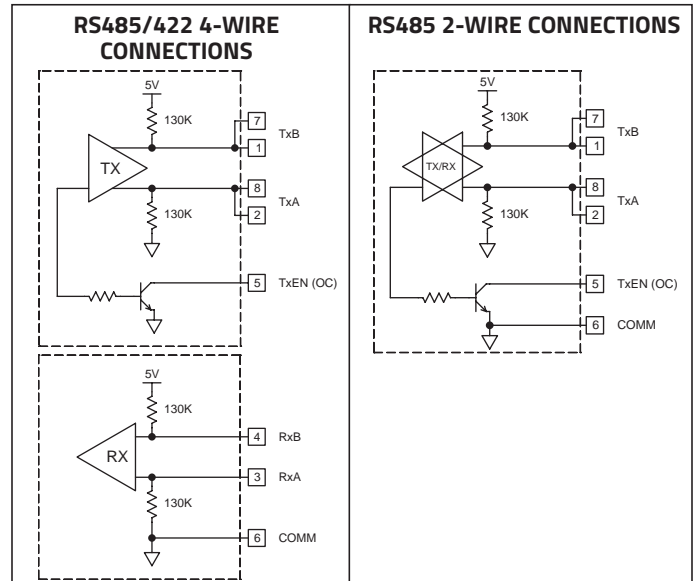 RS485/422 4-WIRE
CONNECTIONS
5V
130K
7
TxB
1
TX
8
TxA
130K
2
5 TxEN (OC)
5V
130K
RX
4 RxB
3 RxA
130K
6 COMM
RS485 2-WIRE CONNECTIONS
5V
130K
7
TxB
1
TX/RX
8
TxA
130K
2
5 TxEN (OC)
6 COMM